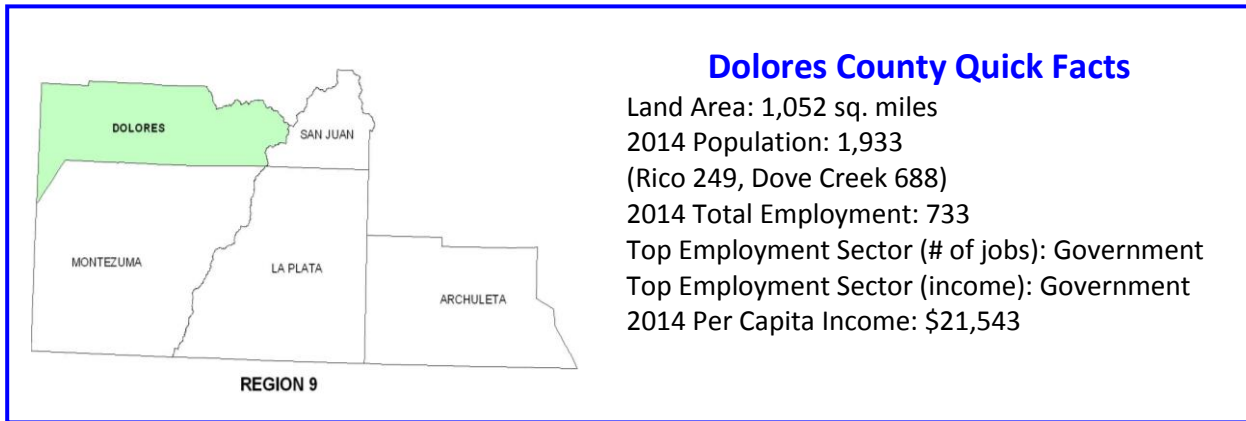 Dolores County Quick Facts
Land Area: 1,052 sq. miles
2014 Population: 1,933
(Rico 249, Dove Creek 688)
2014 Total Employment: 733
Top Employment Sector (# of jobs): Government
Top Employment Sector (income): Government
2014 Per Capita Income: $21,543
DOLORES
SAN JUAN
MONTEZUMA
LA PLATA
ARCHULETA
REGION 9